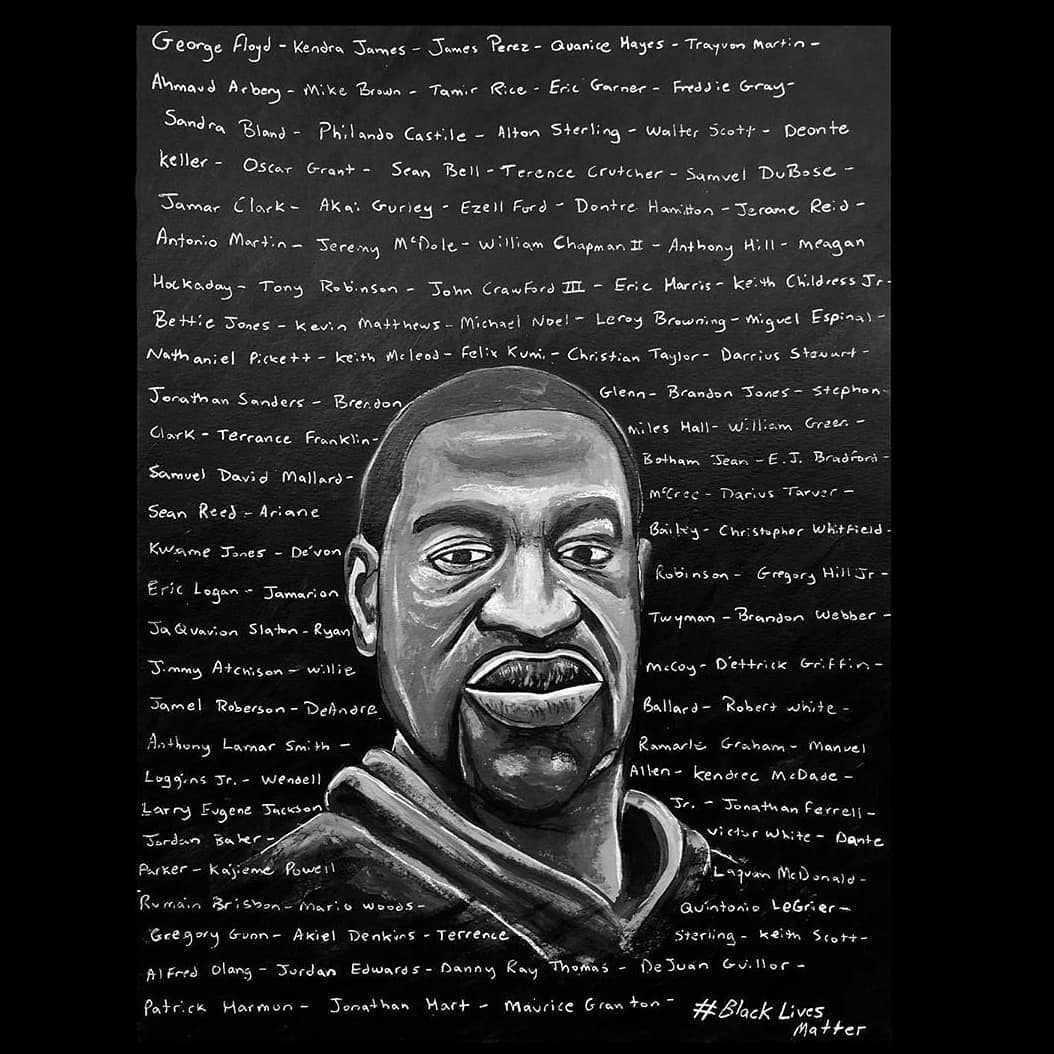 George Floyd - Kendra James - James Perez - Quanice Hayes - Trayvon Martin -
Ahmaud Arbery - Mike Brown - Tamir Rice - Eric Garner - Freddie Gray -
Sandra Bland - Philando Castile - Alton Sterling - Walter Scott - Deonte
Keller - Oscar Grant - Sean Bell - Terence Crutcher - Samuel DuBose -
Jamar Clark - Akai Gurley - Ezell Ford - Dontre Hamilton - Jerame Reid -
Antonio Martin - Jeremy McDole - William Chapman II - Anthony Hill - Meagan
Hockaday - Tony Robinson - John Crawford III - Eric Harris - Keith Childress Jr -
Bettie Jones - Kevin Matthews - Michael Noel - Leroy Browning - Miguel Espinal -
Nathaniel Pickett - Keith Mcleod - Felix Kumi - Christian Taylor - Darrius Stewart -
Jonathan Sanders - Brendon Glenn - Brandon Jones - Stephon
Clark - Terrance Franklin - Miles Hall - William Green -
Samuel David Mallard - Botham Jean - E.J. Bradford -
Sean Reed - Ariane McCree - Darius Tarver -
Kwame Jones - De'von Bailey - Christopher Whitfield -
Eric Logan - Jamarion Robinson - Gregory Hill Jr -
JaQuavion Slaton - Ryan Twyman - Brandon Webber -
Jimmy Atchison - Willie McCoy - D'ettrick Griffin -
Jamel Roberson - DeAndre Ballard - Robert White -
Anthony Lamar Smith - Ramarley Graham - Manuel
Loggins Jr. - Wendell Allen - Kendrec McDade -
Larry Eugene Jackson Jr. - Jonathan Ferrell -
Jordan Baker - Victor White - Dante
Parker - Kajieme Powell Laquan McDonald -
Rumain Brisbon - Mario Woods - Quintonio LeGrier -
Gregory Gunn - Akiel Denkins - Terrence Sterling - Keith Scott -
Alfred Olang - Jordan Edwards - Danny Ray Thomas - DeJuan Guillor -
Patrick Harmon - Jonathan Hart - Maurice Granton -
#Black Lives
Matter